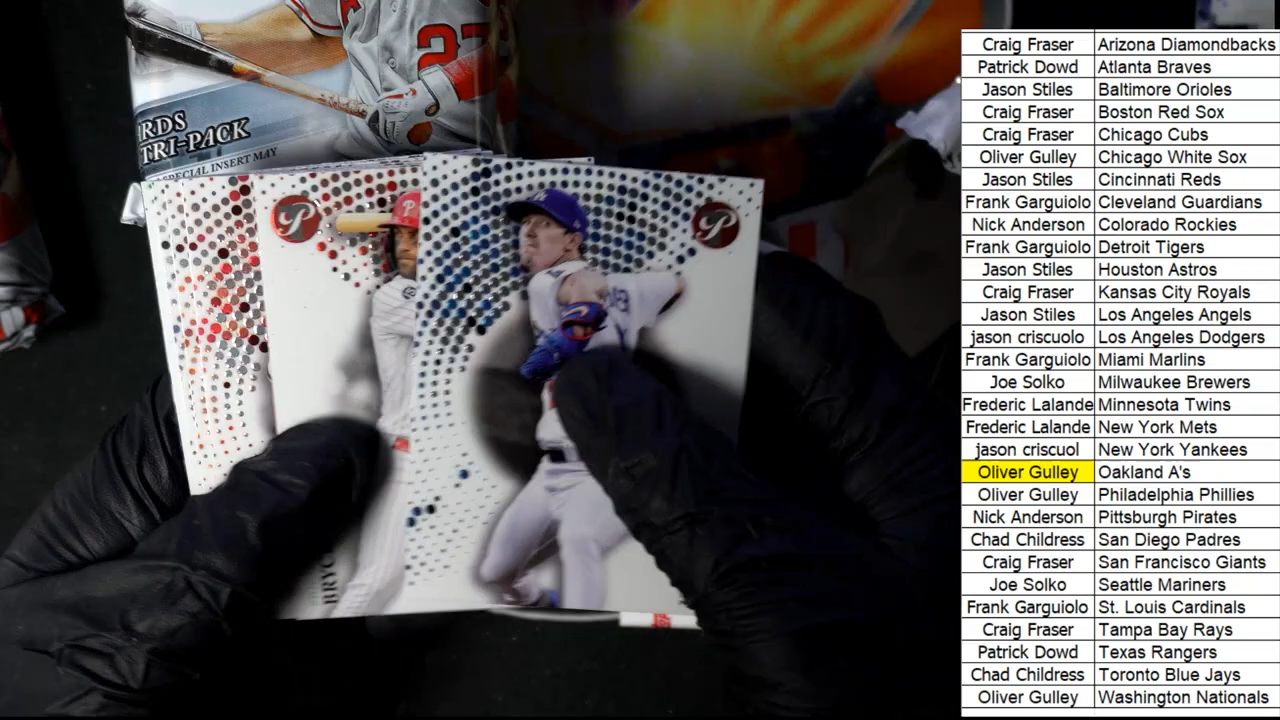 27
RDS
TRI-PACK
SPECIAL INSERT MAY
P
P
P
BRYC
Craig Fraser Arizona Diamondbacks
Patrick Dowd Atlanta Braves
Jason Stiles Baltimore Orioles
Craig Fraser Boston Red Sox
Craig Fraser Chicago Cubs
Oliver Gulley Chicago White Sox
Jason Stiles Cincinnati Reds
Frank Garguiolo Cleveland Guardians
Nick Anderson Colorado Rockies
Frank Garguiolo Detroit Tigers
Jason Stiles Houston Astros
Craig Fraser Kansas City Royals
Jason Stiles Los Angeles Angels
jason criscuolo Los Angeles Dodgers
Frank Garguiolo Miami Marlins
Joe Solko Milwaukee Brewers
Frederic Lalande Minnesota Twins
Frederic Lalande New York Mets
jason criscuol New York Yankees
Oliver Gulley Oakland A's
Oliver Gulley Philadelphia Phillies
Nick Anderson Pittsburgh Pirates
Chad Childress San Diego Padres
Craig Fraser San Francisco Giants
Joe Solko Seattle Mariners
Frank Garguiolo St. Louis Cardinals
Craig Fraser Tampa Bay Rays
Patrick Dowd Texas Rangers
Chad Childress Toronto Blue Jays
Oliver Gulley Washington Nationals